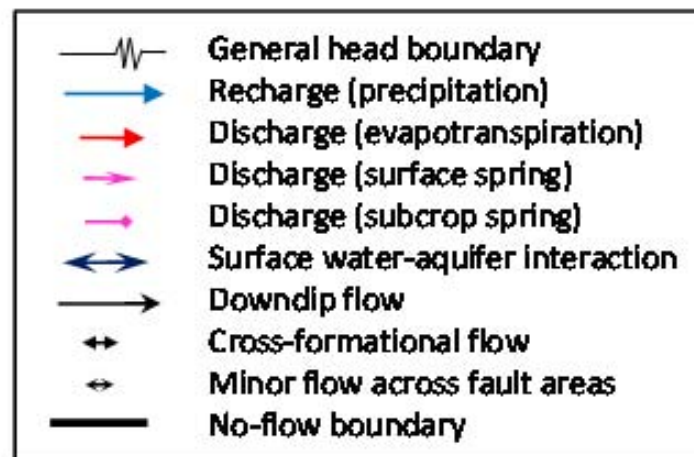 General head boundary
Recharge (precipitation)
Discharge (evapotranspiration)
Discharge (surface spring)
Discharge (subcrop spring)
Surface water-aquifer interaction
Downdip flow
Cross-formational flow
Minor flow across fault areas
No-flow boundary